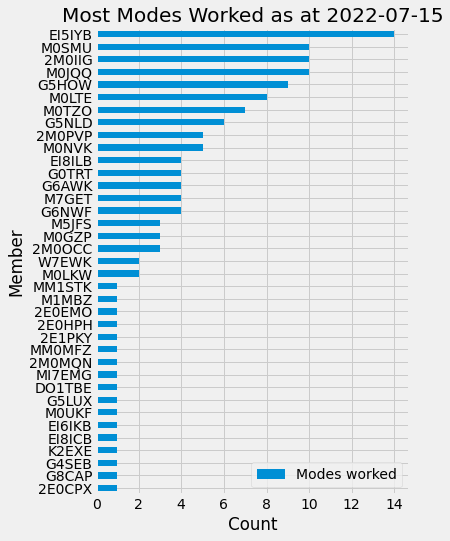 Most Modes Worked as at 2022-07-15
Member
EI5IYB
M0SMU
2M0IIG
M0JQQ
G5HOW
M0LTE
M0TZO
G5NLD
2M0PVP
M0NVK
EI8ILB
G0TRT
G6AWK
M7GET
G6NWF
M5JFS
M0GZP
2M0OCC
W7EWK
M0LKW
MM1STK
M1MBZ
2E0EMO
2E0HPH
2E1PKY
MM0MFZ
2M0MQN
MI7EMG
DO1TBE
G5LUX
M0UKF
EI6IKB
EI8ICB
K2EXE
G4SEB
G8CAP
2E0CPX
Modes worked
0 2 4 6 8 10 12 14
Count